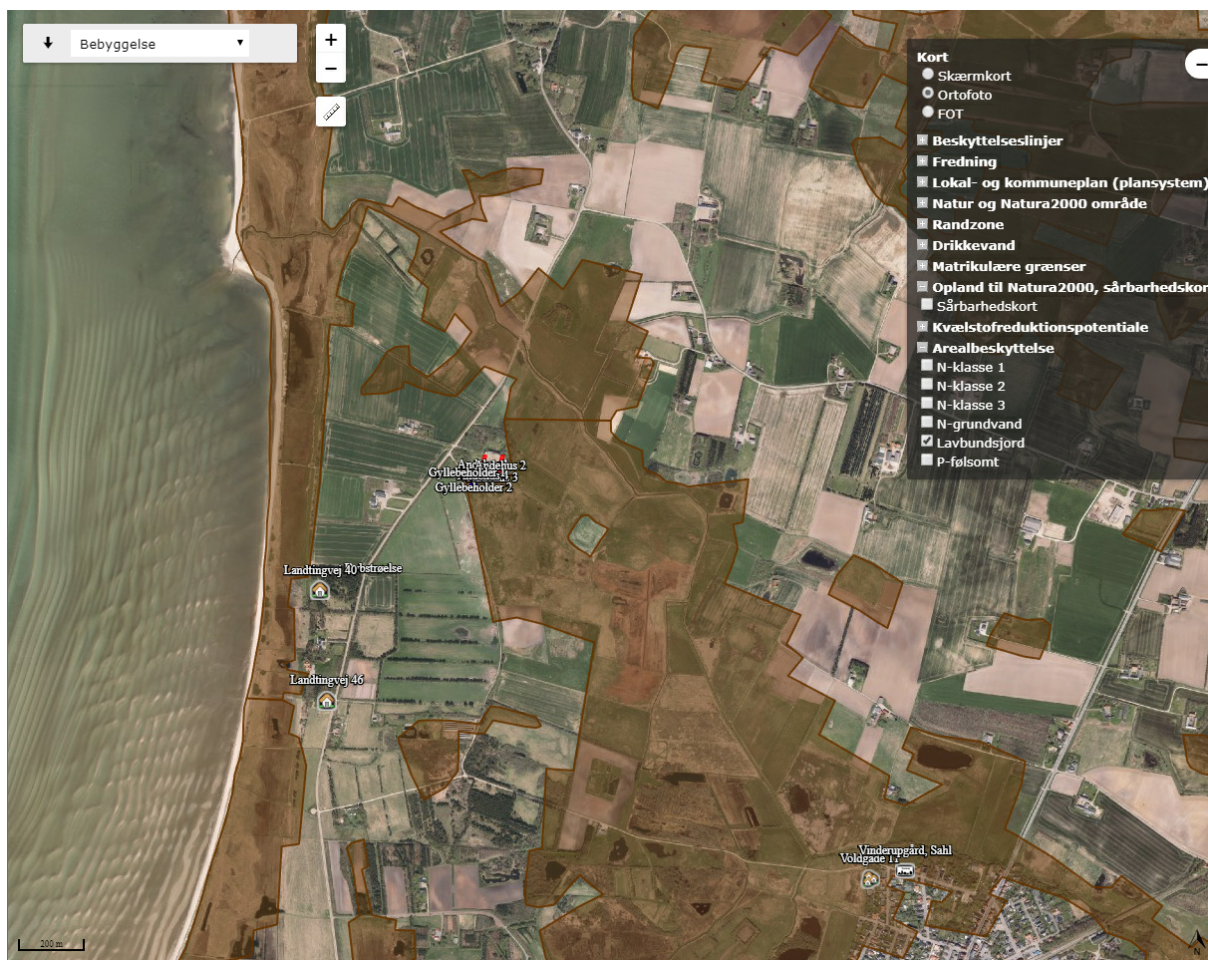 Bebyggelse
+
−
Kort
Skærmkort
Ortofoto
FOT
Beskyttelseslinjer
Fredning
Lokal- og kommuneplan (plansystem)
Natur og Natura2000 område
Randzone
Drikkevand
Matrikulære grænser
Opland til Natura2000, sårbarhedskor
Sårbarhedskort
Kvælstofreduktionspotentiale
Arealbeskyttelse
N-klasse 1
N-klasse 2
N-klasse 3
N-grundvand
Lavbundsjord
P-følsomt
Gyllebeholder 1
Gyllebeholder 2
Landtingvej 40
Landtingvej 46
Vinderupgård, Sahl
Voldgade 11
200 m
N